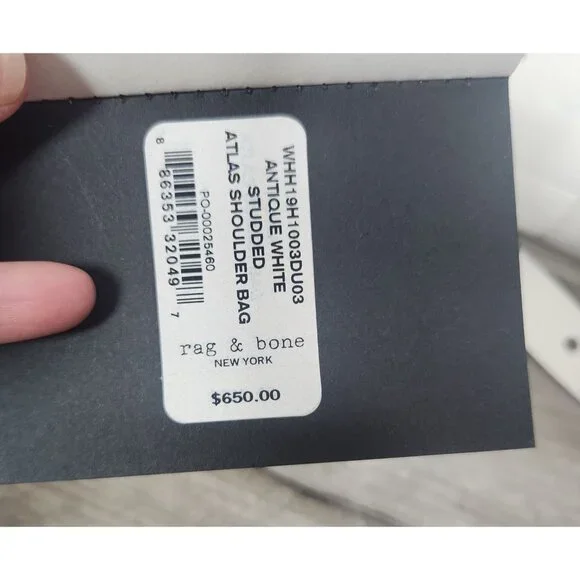 WHH19H1003DU03
ANTIQUE WHITE
STUDDED
ATLAS SHOULDER BAG
PO-00025460
8 86353 32049 7
rag & bone
NEW YORK
$650.00